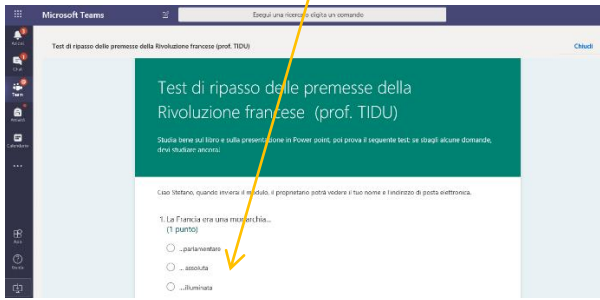 Microsoft Teams
Esegui una ricerca o digita un comando
Test di ripasso delle premesse della Rivoluzione francese (prof. TIDU)
Chiudi
Chat
Team
Calendario
Test di ripasso delle premesse della
Rivoluzione francese (prof. TIDU)
Studia bene sul libro e sulla presentazione in Power point, poi prova il seguente test: se sbagli alcune domande,
devi studiare ancora!
Ciao Stefano, quando invierai il modulo, il proprietario potrà vedere il tuo nome e l'indirizzo di posta elettronica.
1. La Francia era una monarchia...
(1 punto)
...parlamentare
... assoluta
...illuminata
App